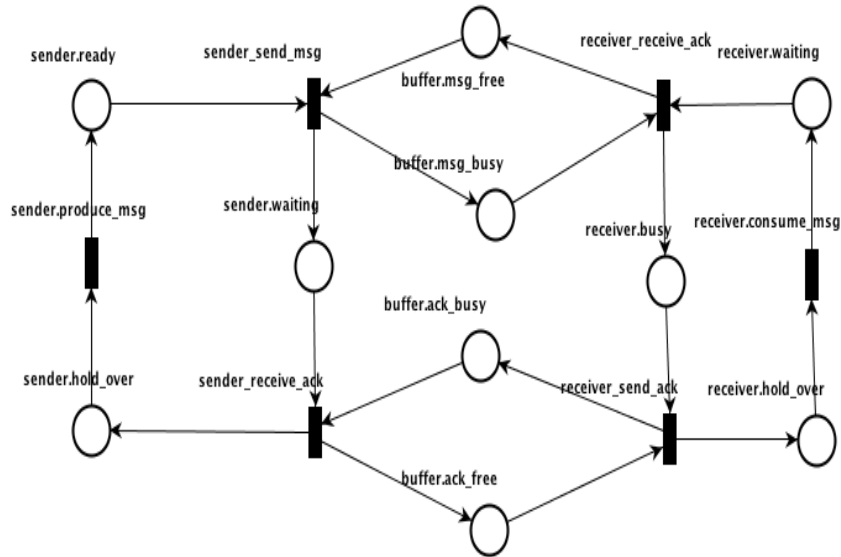 sender.ready
sender_send_msg
receiver_receive_ack
receiver.waiting
buffer.msg_free
buffer.msg_busy
sender.produce_msg
sender.waiting
receiver.busy
receiver.consume_msg
buffer.ack_busy
sender.hold_over
sender_receive_ack
receiver_send_ack
receiver.hold_over
buffer.ack_free